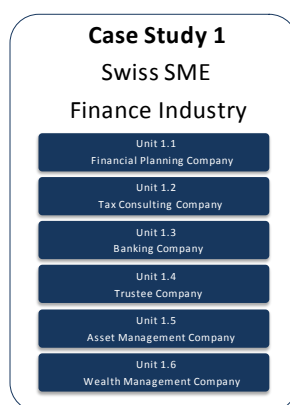 Case Study 1
Swiss SME
Finance Industry
Unit 1.1
Financial Planning Company
Unit 1.2
Tax Consulting Company
Unit 1.3
Banking Company
Unit 1.4
Trustee Company
Unit 1.5
Asset Management Company
Unit 1.6
Wealth Management Company